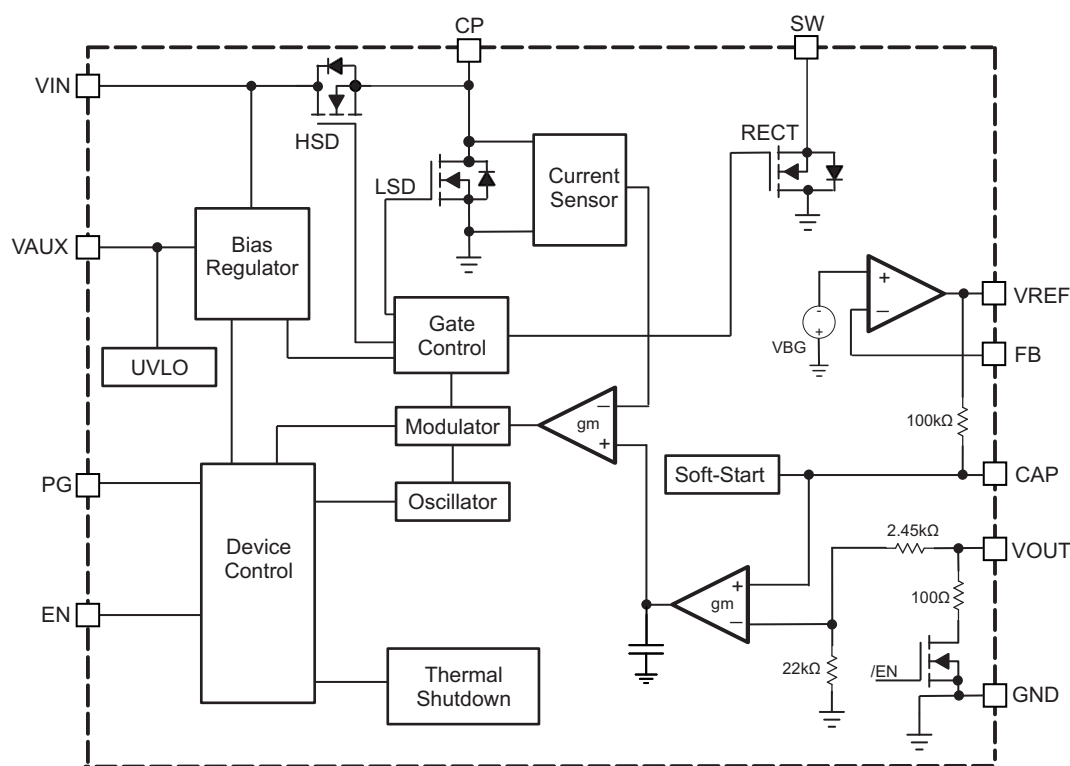 CP
SW
VIN
HSD
RECT
LSD
Current
Sensor
VAUX
Bias
Regulator
+
−
-
+
VBG
VREF
FB
UVLO
Gate
Control
100kΩ
−
gm
+
Modulator
Soft-Start
CAP
PG
Oscillator
2.45kΩ
VOUT
Device
Control
+
gm
−
100Ω
EN
22kΩ
/EN
GND
Thermal
Shutdown